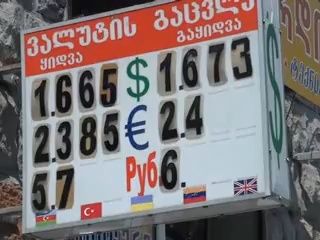 ვალუტის გაცვლა
ყიდვა გაყიდვა
1.665 $ 1.673
2.385 € 2.4
5.7 Руб 6.
$